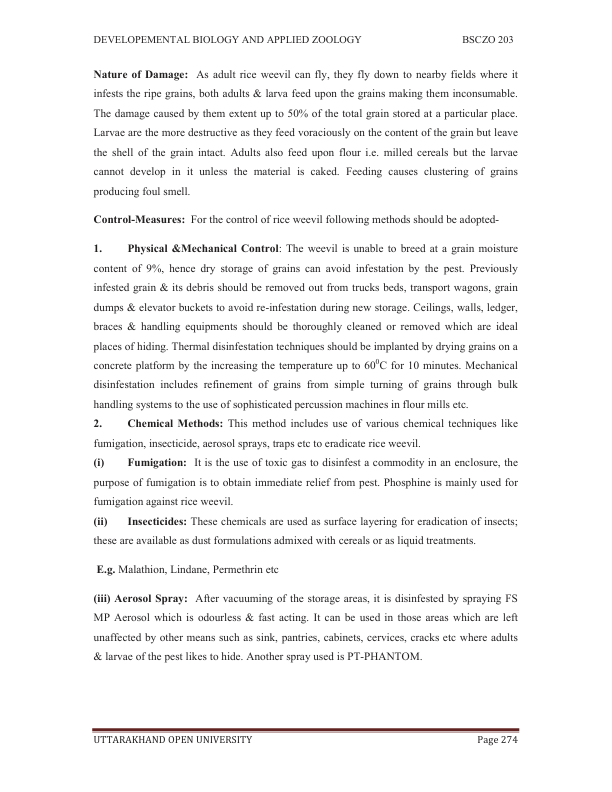 DEVELOPEMENTAL BIOLOGY AND APPLIED ZOOLOGY BSCZO 203
Nature of Damage: As adult rice weevil can fly, they fly down to nearby fields where it
infests the ripe grains, both adults & larva feed upon the grains making them inconsumable.
The damage caused by them extent up to 50% of the total grain stored at a particular place.
Larvae are the more destructive as they feed voraciously on the content of the grain but leave
the shell of the grain intact. Adults also feed upon flour i.e. milled cereals but the larvae
cannot develop in it unless the material is caked. Feeding causes clustering of grains
producing foul smell.
Control-Measures: For the control of rice weevil following methods should be adopted-
1. Physical &Mechanical Control: The weevil is unable to breed at a grain moisture
content of 9%, hence dry storage of grains can avoid infestation by the pest. Previously
infested grain & its debris should be removed out from trucks beds, transport wagons, grain
dumps & elevator buckets to avoid re-infestation during new storage. Ceilings, walls, ledger,
braces & handling equipments should be thoroughly cleaned or removed which are ideal
places of hiding. Thermal disinfestation techniques should be implanted by drying grains on a
concrete platform by the increasing the temperature up to 60⁰C for 10 minutes. Mechanical
disinfestation includes refinement of grains from simple turning of grains through bulk
handling systems to the use of sophisticated percussion machines in flour mills etc.
2. Chemical Methods: This method includes use of various chemical techniques like
fumigation, insecticide, aerosol sprays, traps etc to eradicate rice weevil.
(i) Fumigation: It is the use of toxic gas to disinfest a commodity in an enclosure, the
purpose of fumigation is to obtain immediate relief from pest. Phosphine is mainly used for
fumigation against rice weevil.
(ii) Insecticides: These chemicals are used as surface layering for eradication of insects;
these are available as dust formulations admixed with cereals or as liquid treatments.
E.g. Malathion, Lindane, Permethrin etc
(iii) Aerosol Spray: After vacuuming of the storage areas, it is disinfested by spraying FS
MP Aerosol which is odourless & fast acting. It can be used in those areas which are left
unaffected by other means such as sink, pantries, cabinets, cervices, cracks etc where adults
& larvae of the pest likes to hide. Another spray used is PT-PHANTOM.
UTTARAKHAND OPEN UNIVERSITY Page 274